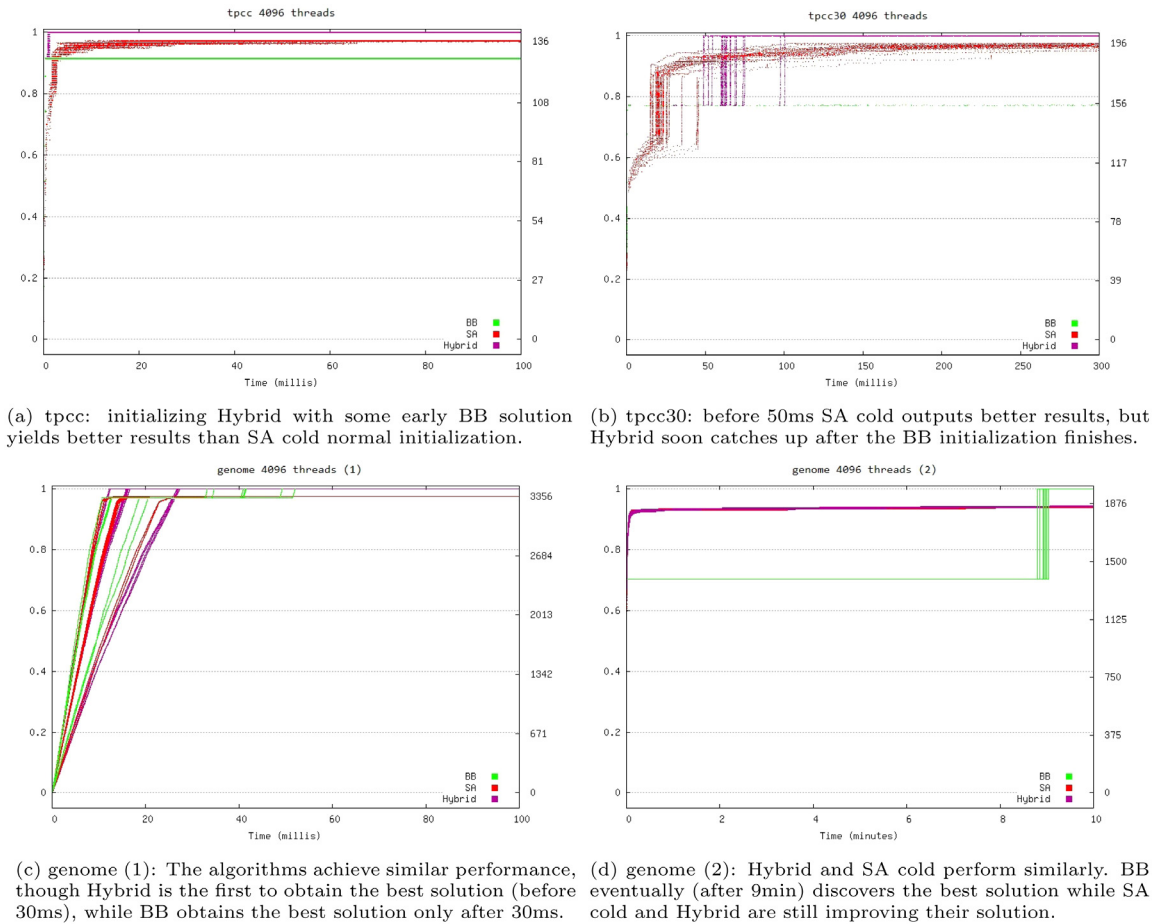 tpcc 4096 threads
1
0.8
0.6
0.4
0.2
0
136
108
81
54
27
0
BB
SA
Hybrid
0
20
40
60
80
100
Time (millis)
(a) tpcc: initializing Hybrid with some early BB solution
yields better results than SA cold normal initialization.
tpcc30 4096 threads
1
0.8
0.6
0.4
0.2
0
196
156
117
78
39
0
BB
SA
Hybrid
0
50
100
150
200
250
300
Time (millis)
(b) tpcc30: before 50ms SA cold outputs better results, but
Hybrid soon catches up after the BB initialization finishes.
genome 4096 threads (1)
1
0.8
0.6
0.4
0.2
0
3356
2684
2013
1342
671
0
BB
SA
Hybrid
0
20
40
60
80
100
Time (millis)
(c) genome (1): The algorithms achieve similar performance,
though Hybrid is the first to obtain the best solution (before
30ms), while BB obtains the best solution only after 30ms.
genome 4096 threads (2)
1
0.8
0.6
0.4
0.2
0
1876
1500
1125
750
375
0
BB
SA
Hybrid
0
2
4
6
8
10
Time (minutes)
(d) genome (2): Hybrid and SA cold perform similarly. BB
eventually (after 9min) discovers the best solution while SA
cold and Hybrid are still improving their solution.